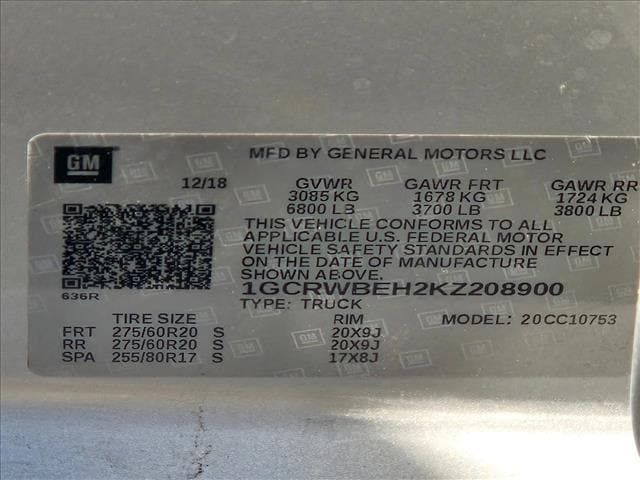 GM
MFD BY GENERAL MOTORS LLC
12/18 GVWR GAWR FRT GAWR RR
3085 KG 1678 KG 1724 KG
6800 LB 3700 LB 3800 LB
THIS VEHICLE CONFORMS TO ALL
APPLICABLE U.S. FEDERAL MOTOR
VEHICLE SAFETY STANDARDS IN EFFECT
ON THE DATE OF MANUFACTURE
SHOWN ABOVE.
636R
1GCRWBEH2KZ208900
TYPE: TRUCK MODEL: 20CC10753
TIRE SIZE RIM
FRT 275/60R20 S 20X9J
RR 275/60R20 S 20X9J
SPA 255/80R17 S 17X8J